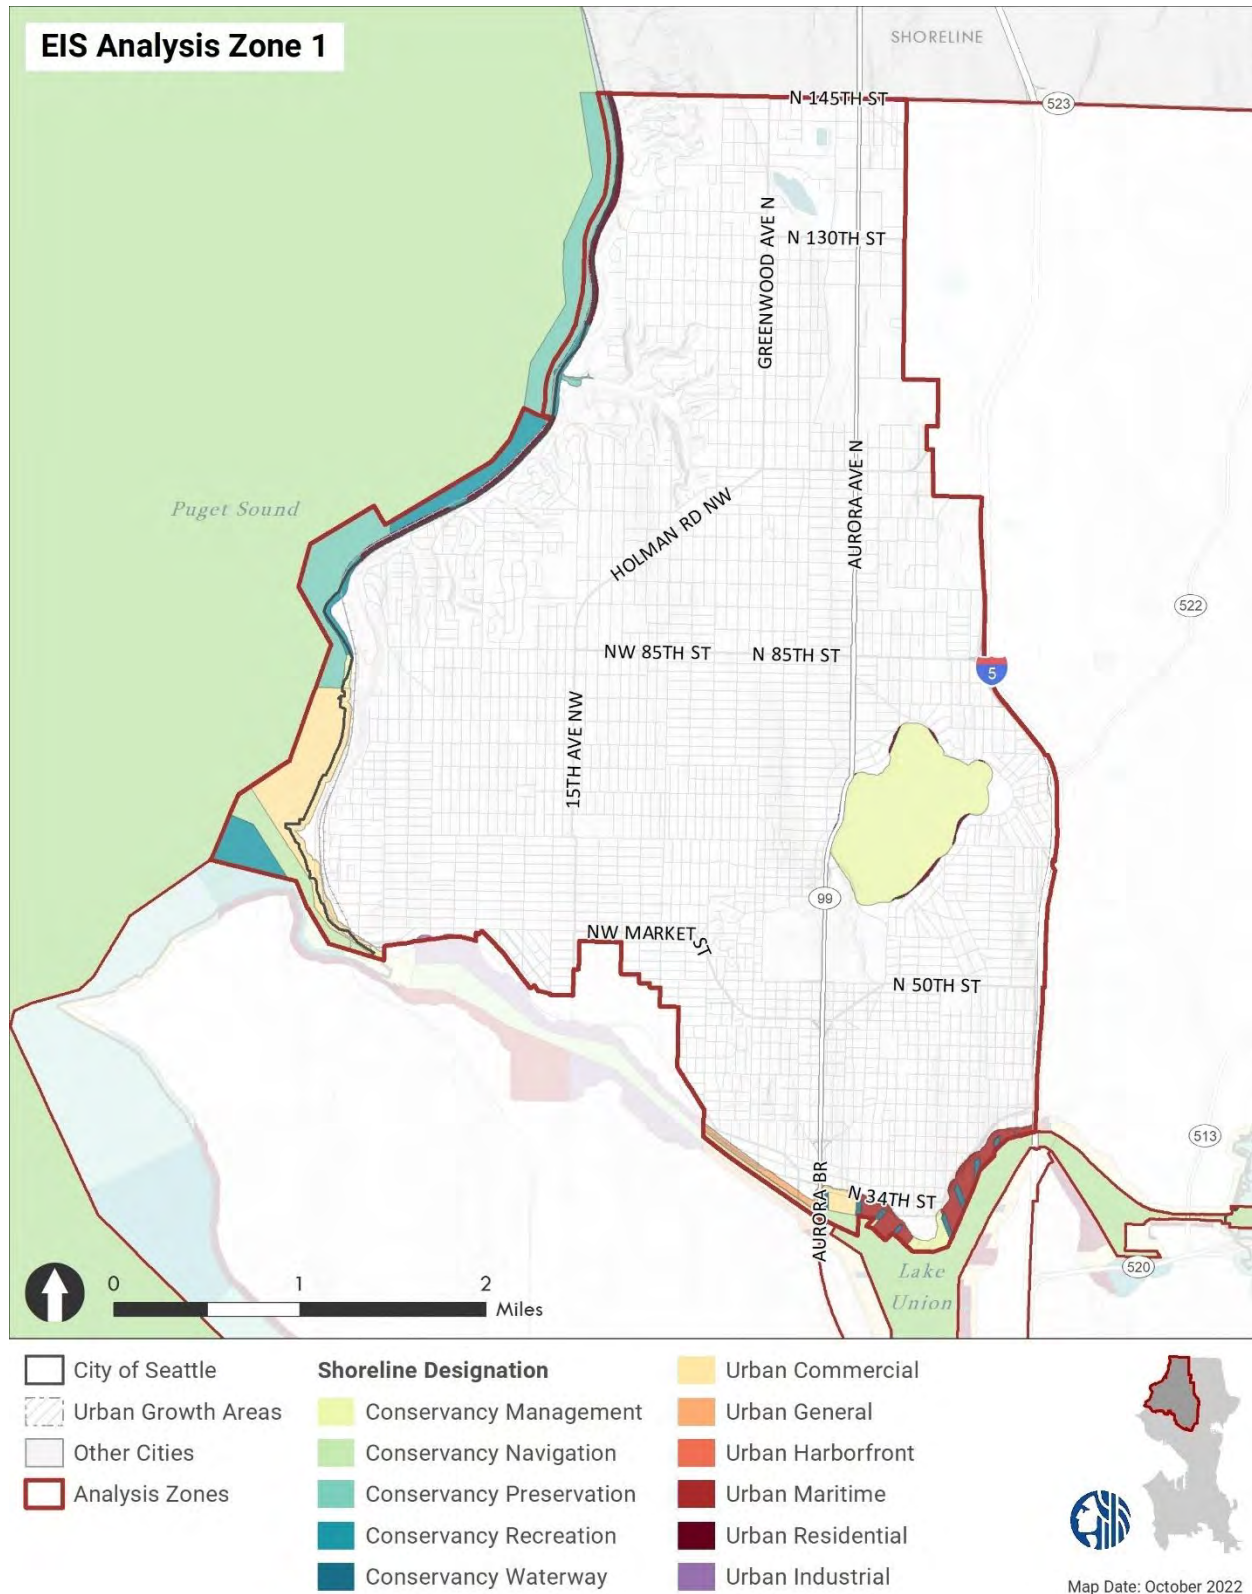 EIS Analysis Zone 1
SHORELINE
N 145TH ST
523
GREENWOOD AVE N
N 130TH ST
Puget Sound
HOLMAN RD NW
AURORA AVE N
522
NW 85TH ST
N 85TH ST
5
15TH AVE NW
99
NW MARKET ST
N 50TH ST
513
AURORA BR
N 34TH ST
520
Lake
Union
0 1 2
Miles
City of Seattle
Urban Growth Areas
Other Cities
Analysis Zones
Shoreline Designation
Conservancy Management
Conservancy Navigation
Conservancy Preservation
Conservancy Recreation
Conservancy Waterway
Urban Commercial
Urban General
Urban Harborfront
Urban Maritime
Urban Residential
Urban Industrial
Map Date: October 2022